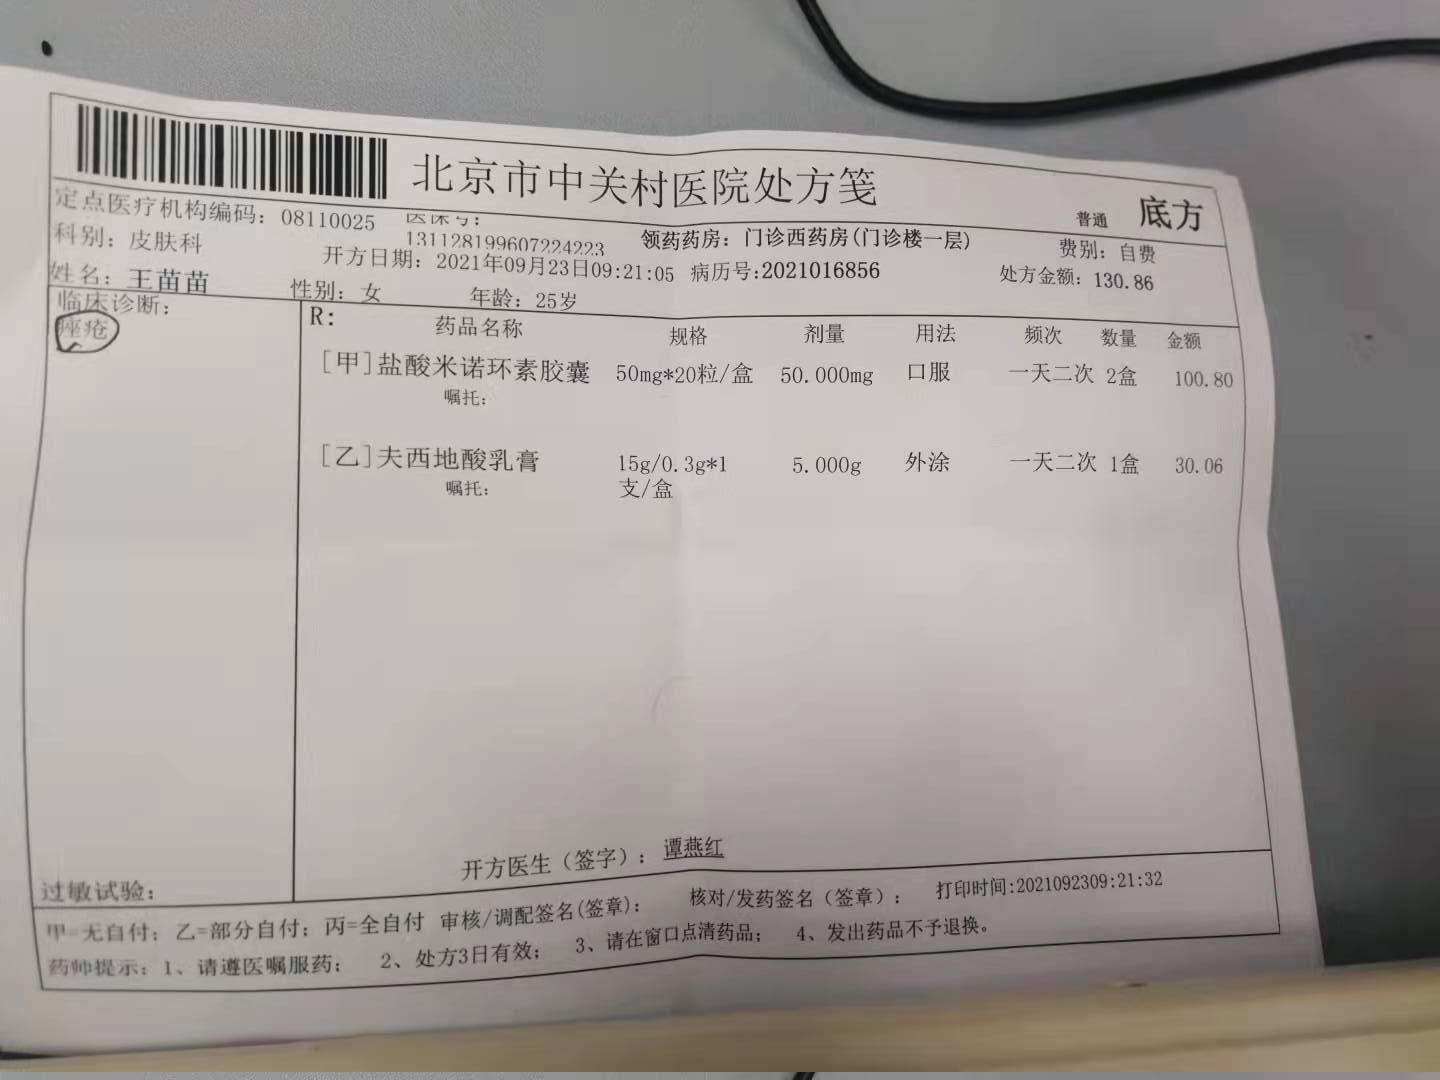 北京市中关村医院处方笺
普通 底方
定点医疗机构编码: 08110025 医保号: 131128199607224223 领药药房: 门诊西药房(门诊楼一层) 费别: 自费
科别: 皮肤科 开方日期: 2021年09月23日09:21:05 病历号:2021016856 处方金额: 130.86
姓名: 王苗苗 性别: 女 年龄: 25岁
临床诊断:
痤疮
R: 药品名称 规格 剂量 用法 频次 数量 金额
[甲]盐酸米诺环素胶囊 50mg*20粒/盒 50.000mg 口服 一天二次 2盒 100.80
嘱托:
[乙]夫西地酸乳膏 15g/0.3g*1 5.000g 外涂 一天二次 1盒 30.06
嘱托: 支/盒
开方医生(签字): 谭燕红
过敏试验:
甲=无自付; 乙=部分自付; 丙=全自付 审核/调配签名(签章): 核对/发药签名(签章): 打印时间:2021092309:21:32
药师提示: 1、请遵医嘱服药; 2、处方3日有效; 3、请在窗口点清药品; 4、发出药品不予退换。